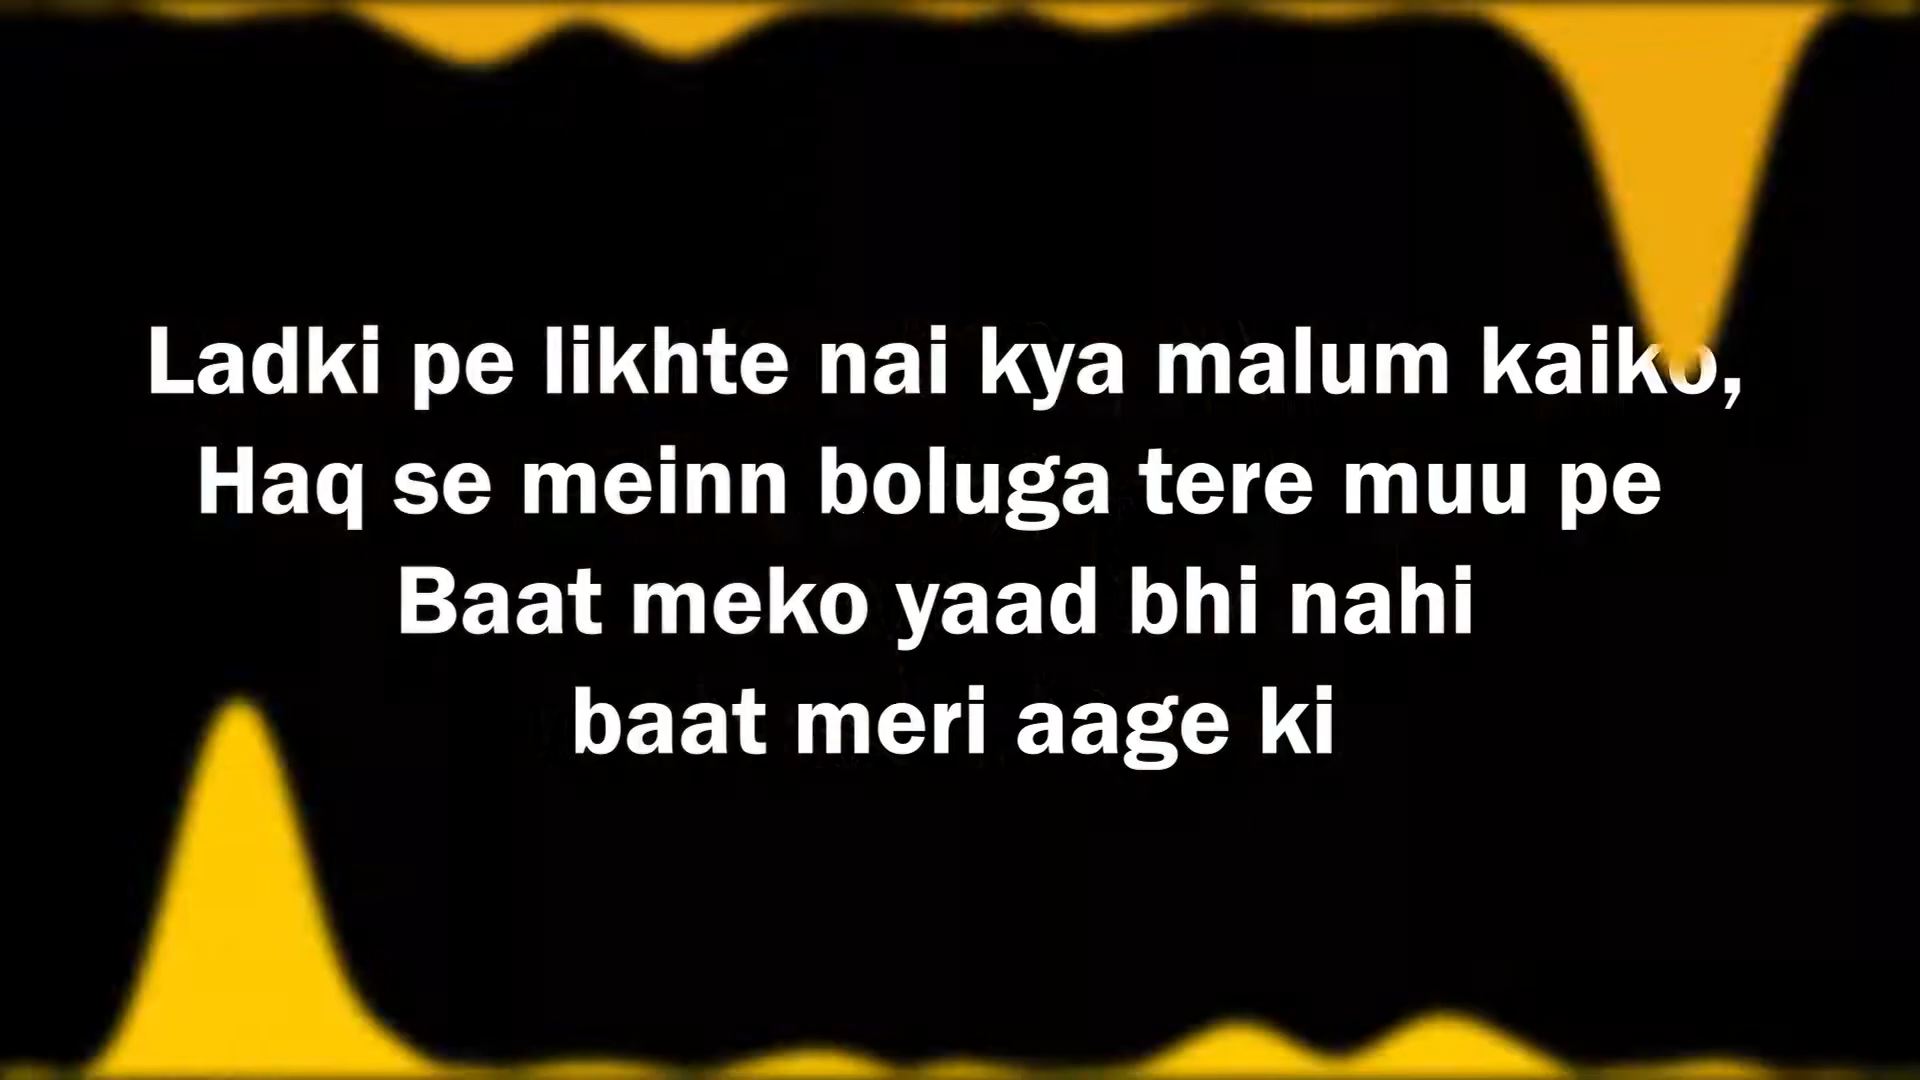 Ladki pe likhte nai kya malum kaiko,
Haq se meinn boluga tere muu pe
Baat meko yaad bhi nahi
baat meri aage ki